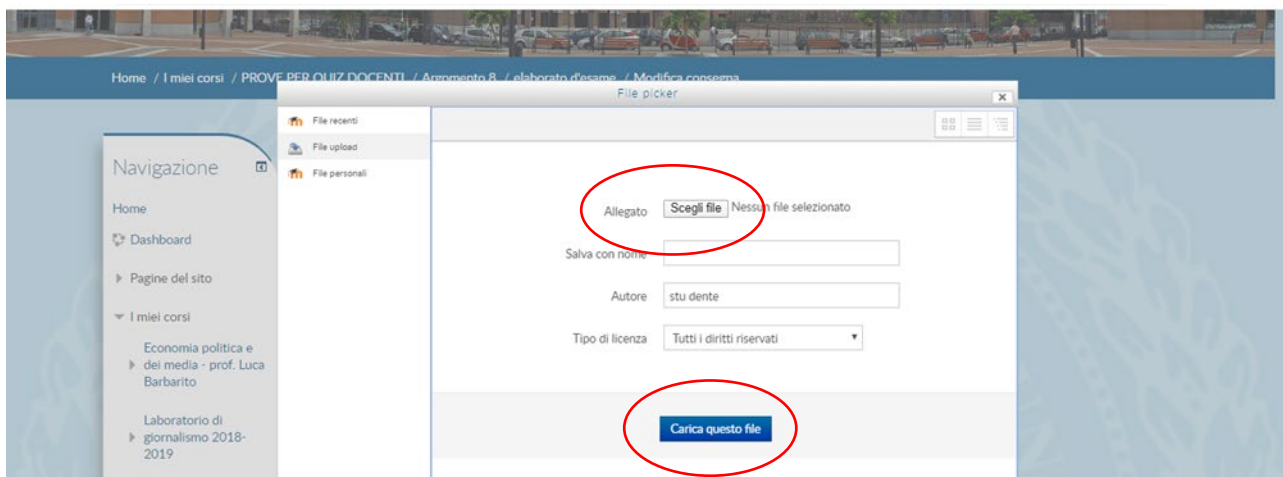 Home / I miei corsi / PROVE PER QUIZ DOCENTI / Argomento 8 / elaborato d'esame / Modifica consegna
File picker
File recenti
File upload
File personali
Navigazione
Home
Dashboard
Pagine del sito
I miei corsi
Economia politica e
dei media - prof. Luca
Barbarito
Laboratorio di
giornalismo 2018-
2019
Allegato Scegli file Nessun file selezionato
Salva con nome
Autore stu dente
Tipo di licenza Tutti i diritti riservati
Carica questo file